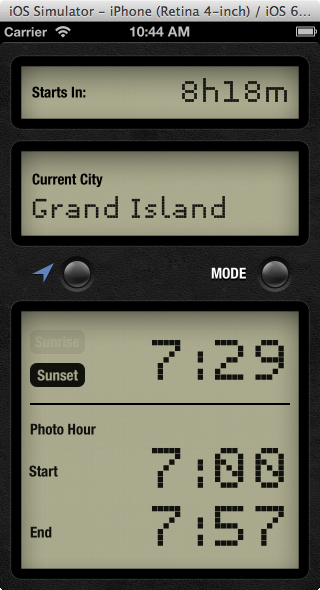 iOS Simulator - iPhone (Retina 4-inch) / iOS 6...
Carrier 10:44 AM
Starts In: 8h18m
Current City
Grand Island
MODE
Sunrise
Sunset 7:29
Photo Hour
Start 7:00
End 7:57